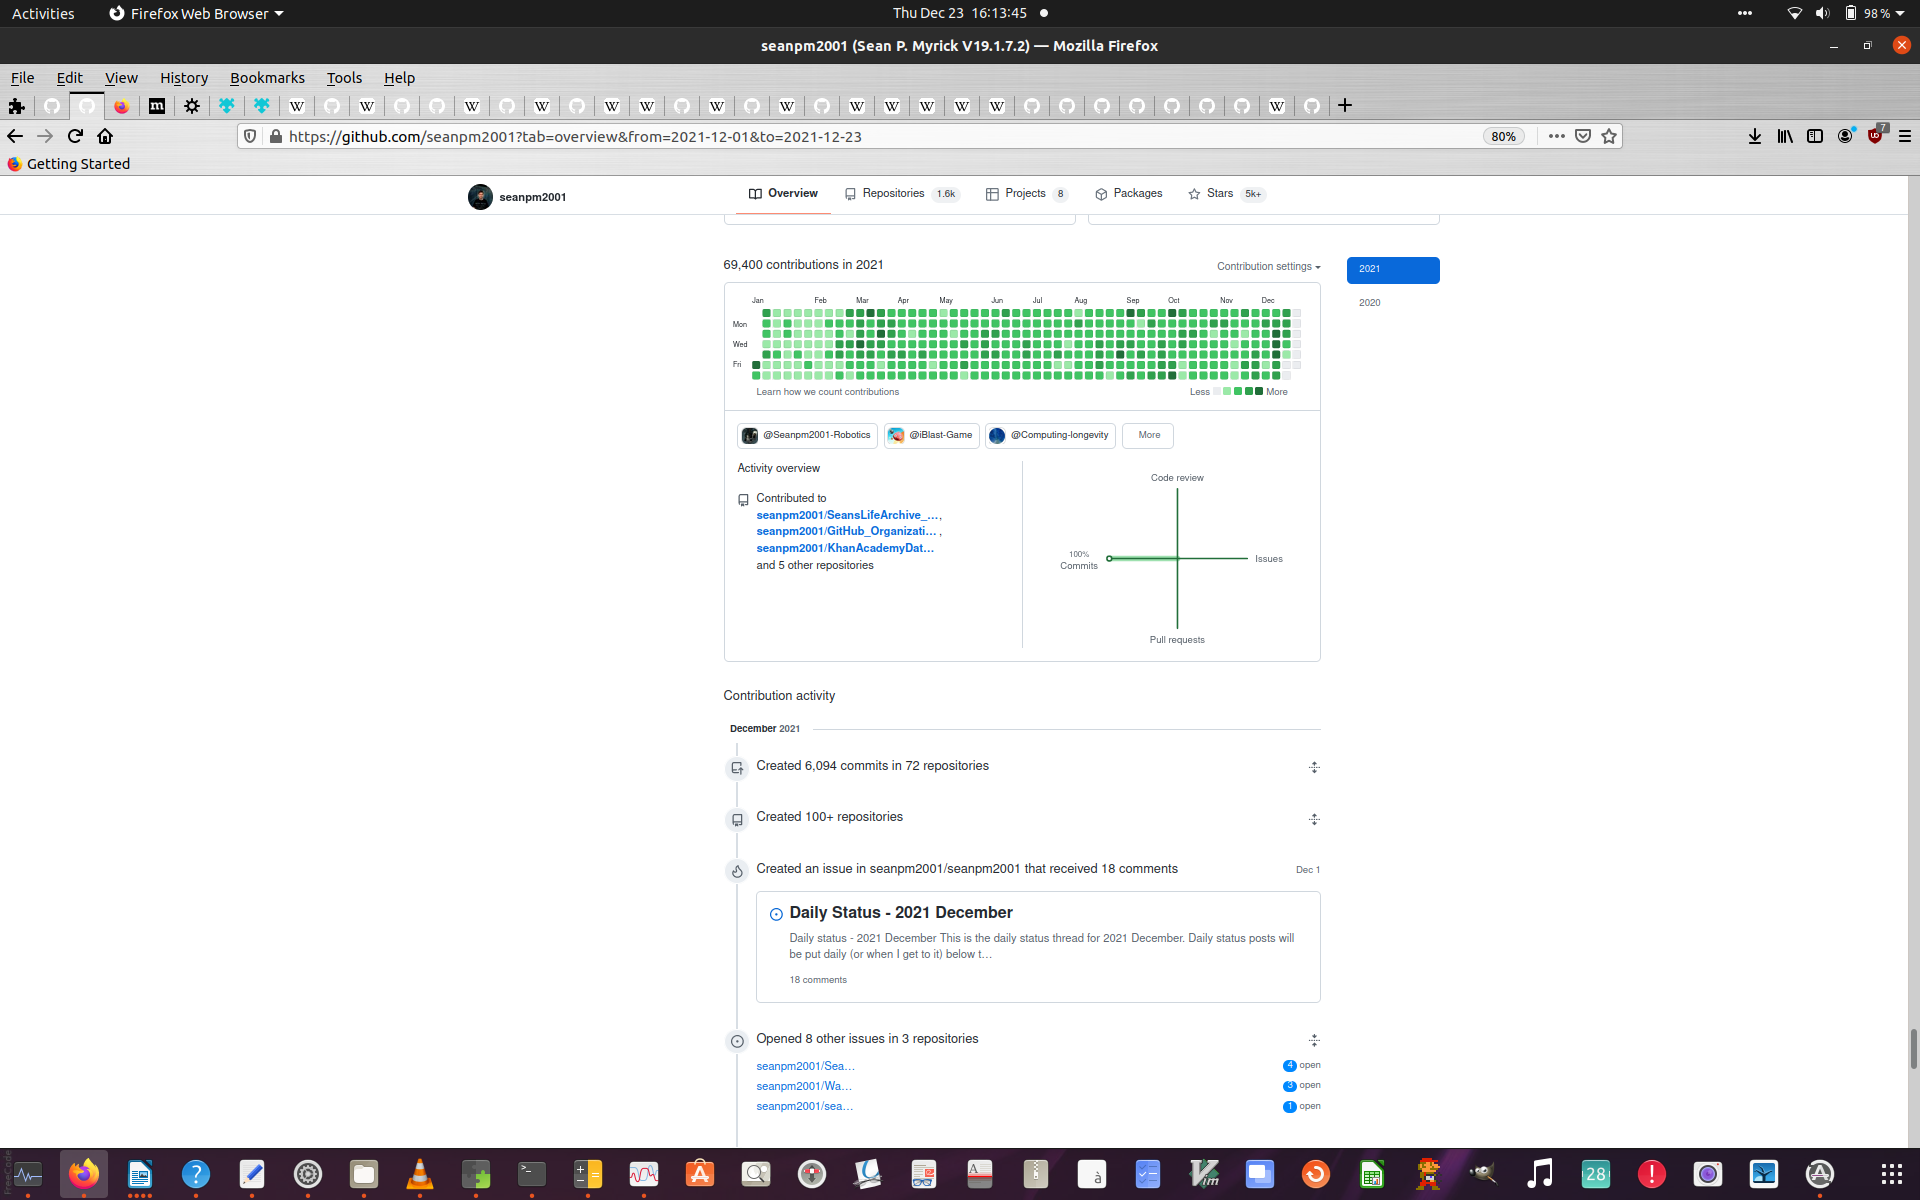 Activities
Firefox Web Browser
Thu Dec 23 16:13:45
98 %
seanpm2001 (Sean P. Myrick V19.1.7.2) — Mozilla Firefox
File Edit View History Bookmarks Tools Help
https://github.com/seanpm2001?tab=overview&from=2021-12-01&to=2021-12-23
80%
7
Getting Started
seanpm2001
Overview
Repositories 1.6k
Projects 8
Packages
Stars 5k+
69,400 contributions in 2021
Contribution settings
2021
2020
Jan Feb Mar Apr May Jun Jul Aug Sep Oct Nov Dec
Mon
Wed
Fri
Learn how we count contributions
Less
More
@Seanpm2001-Robotics
@iBlast-Game
@Computing-longevity
More
Activity overview
Contributed to
seanpm2001/SeansLifeArchive_…,
seanpm2001/GitHub_Organizati…,
seanpm2001/KhanAcademyDat…
and 5 other repositories
Code review
100%
Commits
Issues
Pull requests
Contribution activity
December 2021
Created 6,094 commits in 72 repositories
Created 100+ repositories
Created an issue in seanpm2001/seanpm2001 that received 18 comments
Dec 1
Daily Status - 2021 December
Daily status - 2021 December This is the daily status thread for 2021 December. Daily status posts will
be put daily (or when I get to it) below t…
18 comments
Opened 8 other issues in 3 repositories
seanpm2001/Sea…
4 open
seanpm2001/Wa…
3 open
seanpm2001/sea…
1 open
FreeCode
28